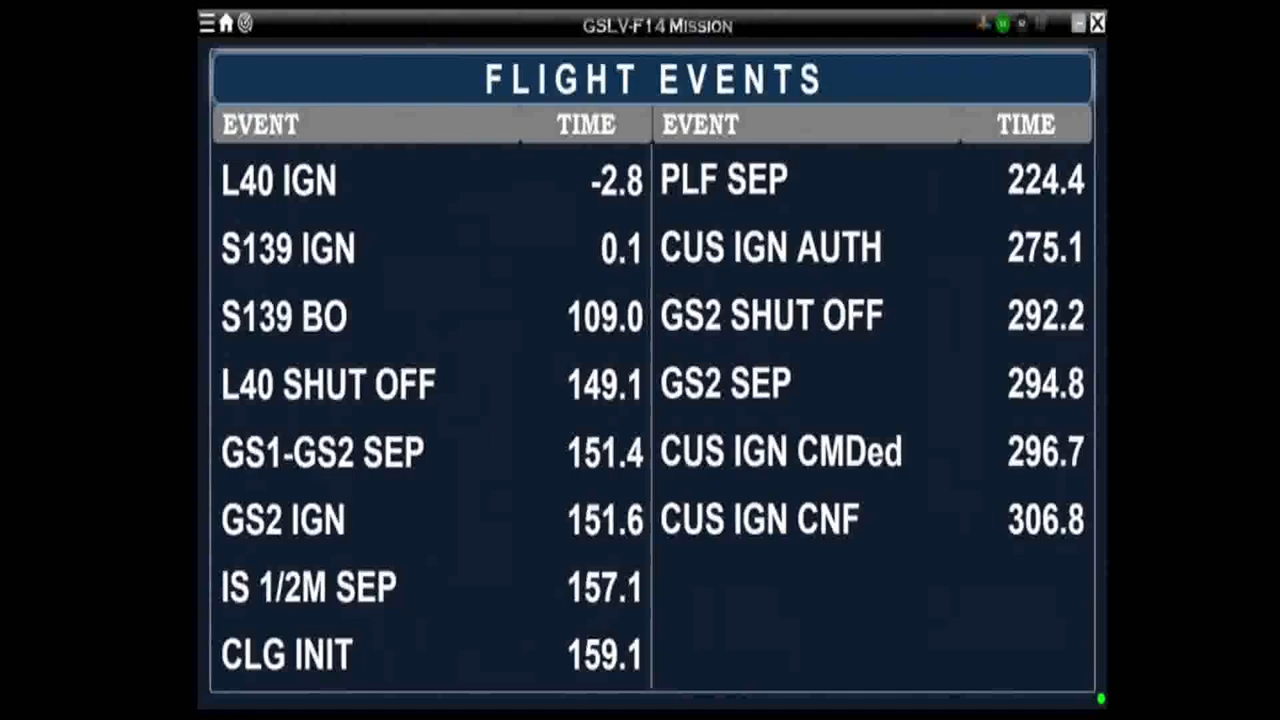 GSLV-F14 MISSION
FLIGHT EVENTS
EVENT TIME EVENT TIME
L40 IGN -2.8 PLF SEP 224.4
S139 IGN 0.1 CUS IGN AUTH 275.1
S139 BO 109.0 GS2 SHUT OFF 292.2
L40 SHUT OFF 149.1 GS2 SEP 294.8
GS1-GS2 SEP 151.4 CUS IGN CMDed 296.7
GS2 IGN 151.6 CUS IGN CNF 306.8
IS 1/2M SEP 157.1
CLG INIT 159.1